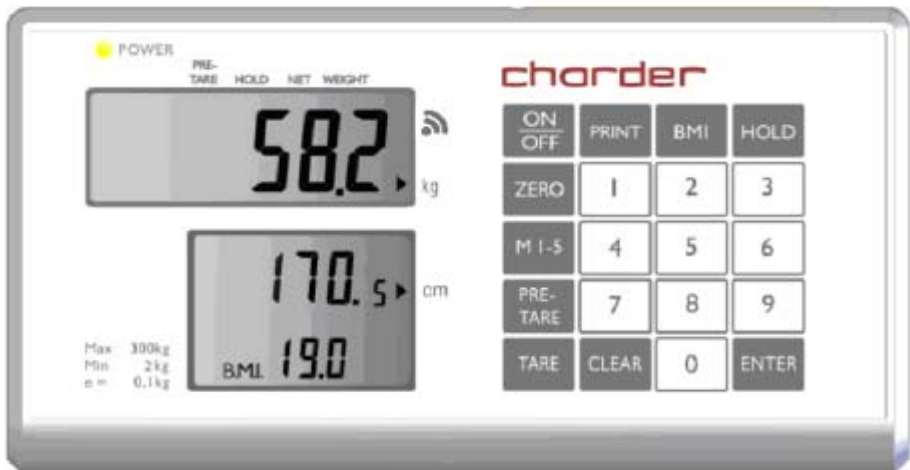 POWER
PRE-
TARE HOLD NET WEIGHT
58.2
kg
170.5
cm
B.M.I. 19.0
Max 300kg
Min 2kg
e = 0.1kg
charder
ON
OFF
PRINT BMI HOLD
ZERO 1 2 3
M 1-5 4 5 6
PRE-
TARE
7 8 9
TARE CLEAR 0 ENTER